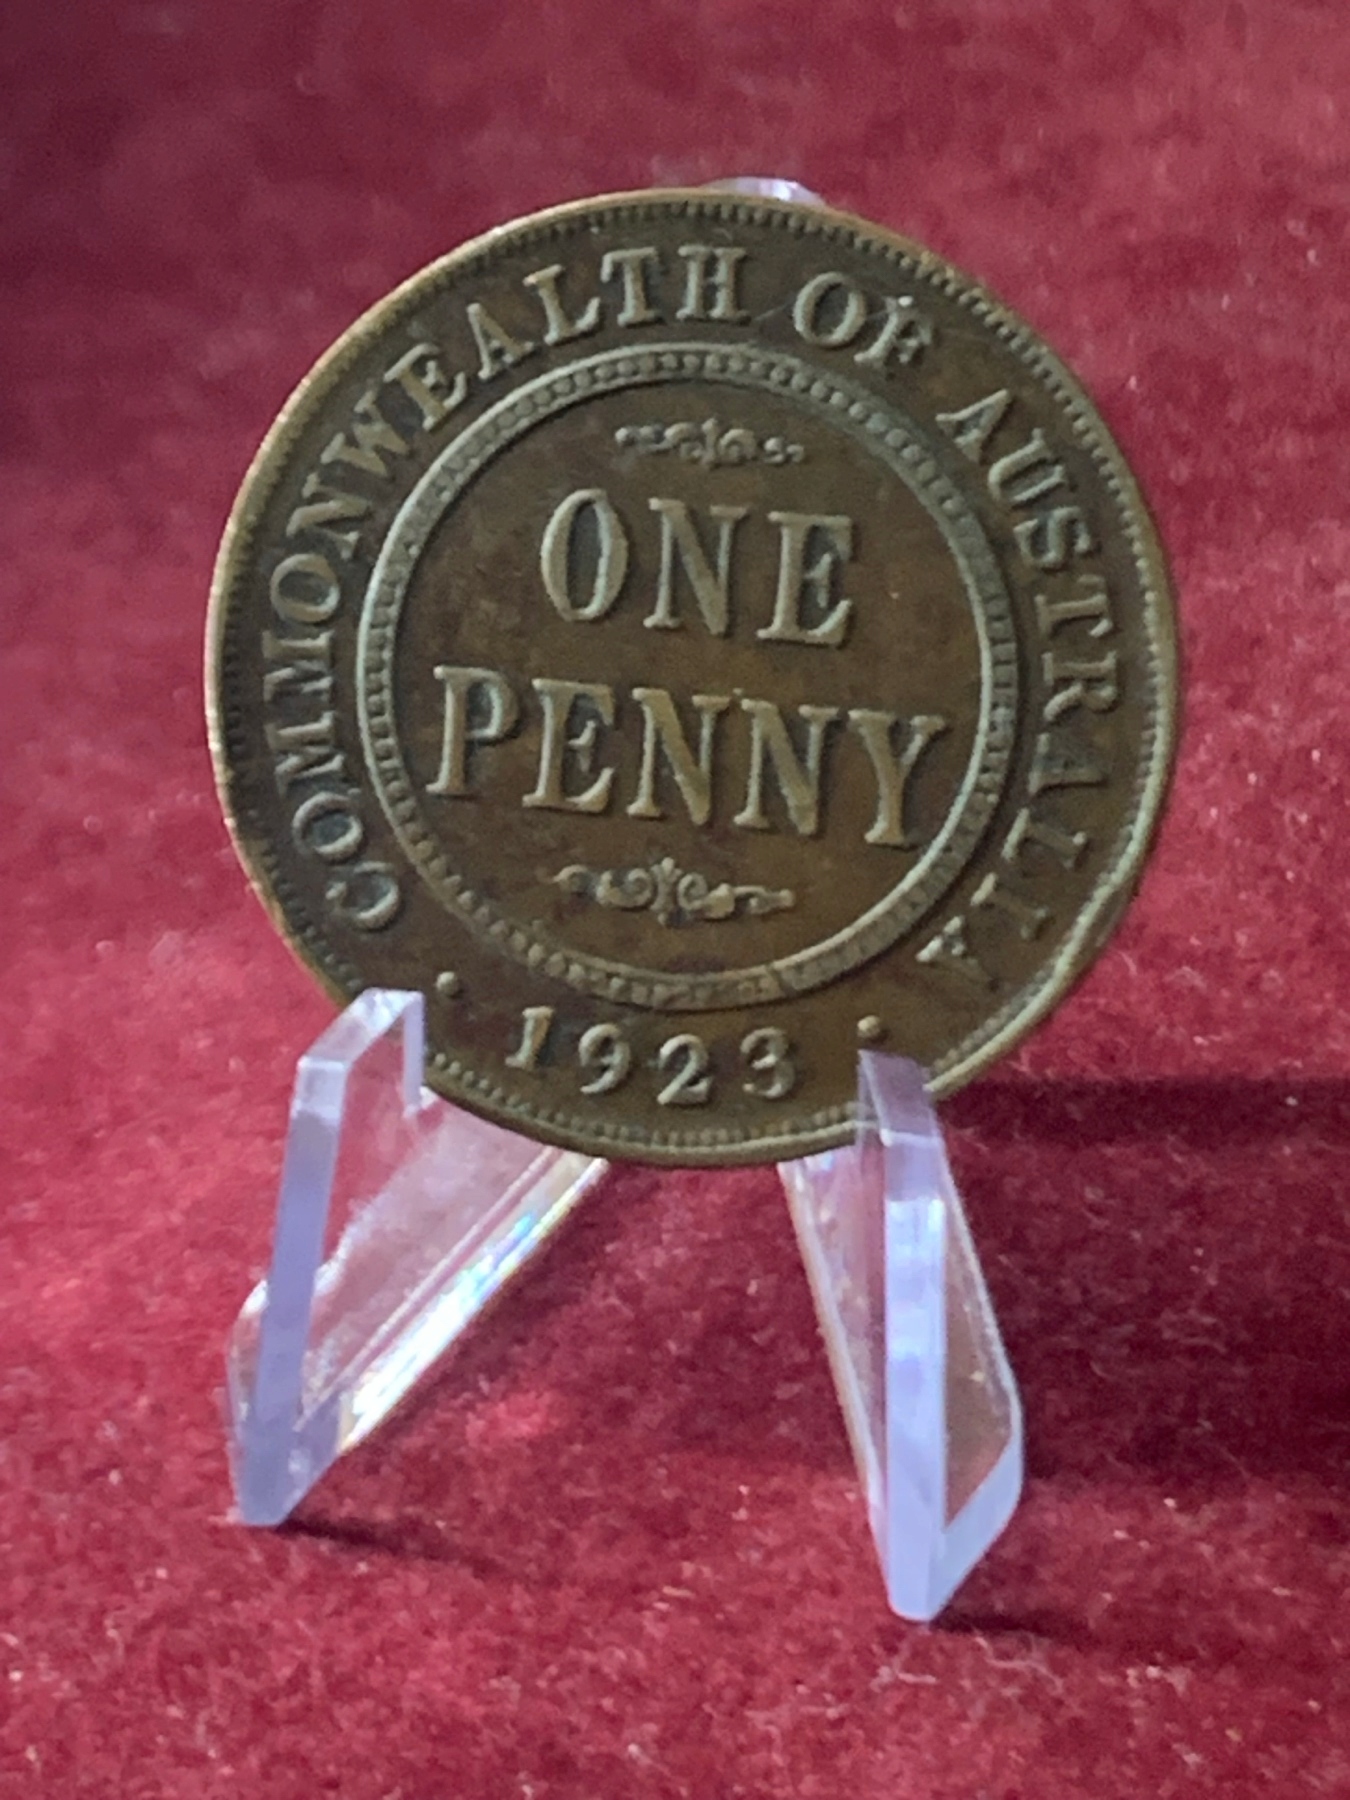 COMMONWEALTH OF AUSTRALIA
ONE
PENNY
· 1923 ·